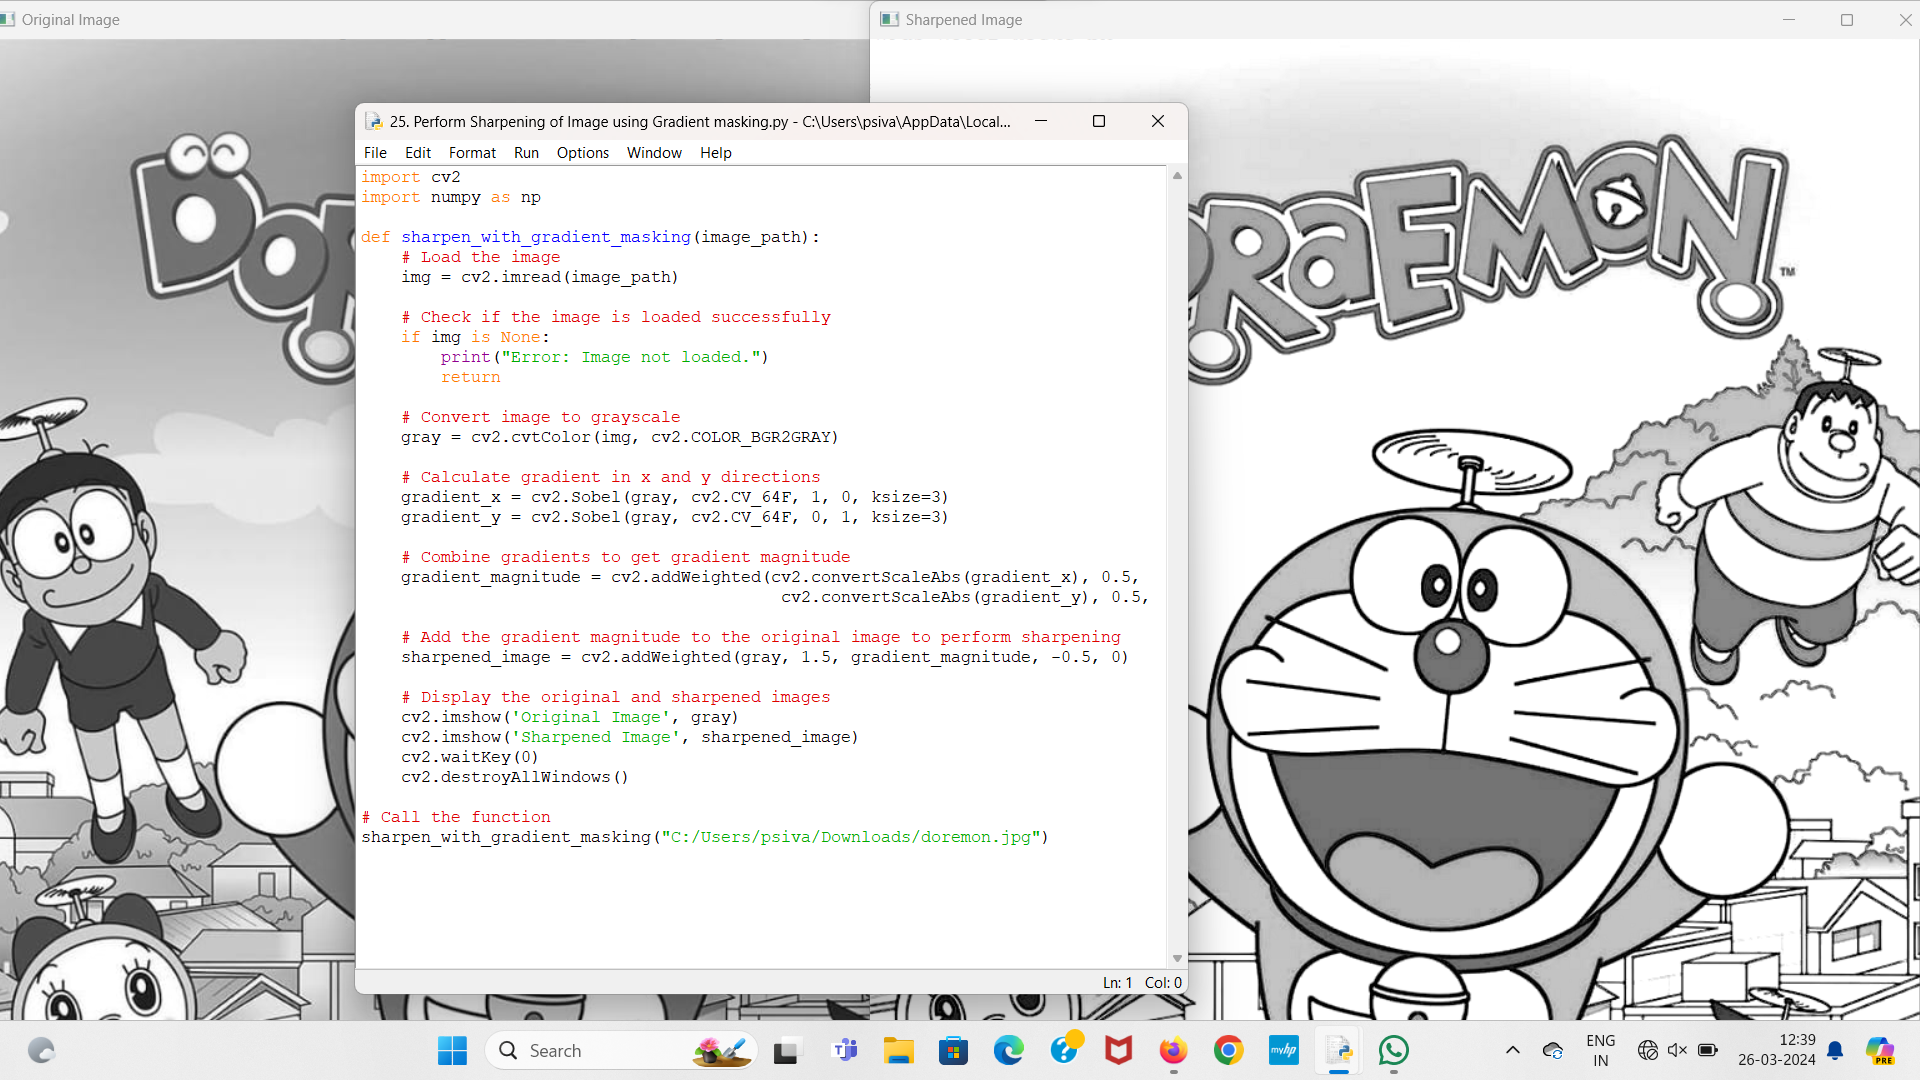 Original Image
Sharpened Image
25. Perform Sharpening of Image using Gradient masking.py - C:\Users\psiva\AppData\Local...
File Edit Format Run Options Window Help
import cv2
import numpy as np
def sharpen_with_gradient_masking(image_path):
# Load the image
img = cv2.imread(image_path)
# Check if the image is loaded successfully
if img is None:
print("Error: Image not loaded.")
return
# Convert image to grayscale
gray = cv2.cvtColor(img, cv2.COLOR_BGR2GRAY)
# Calculate gradient in x and y directions
gradient_x = cv2.Sobel(gray, cv2.CV_64F, 1, 0, ksize=3)
gradient_y = cv2.Sobel(gray, cv2.CV_64F, 0, 1, ksize=3)
# Combine gradients to get gradient magnitude
gradient_magnitude = cv2.addWeighted(cv2.convertScaleAbs(gradient_x), 0.5,
cv2.convertScaleAbs(gradient_y), 0.5,
# Add the gradient magnitude to the original image to perform sharpening
sharpened_image = cv2.addWeighted(gray, 1.5, gradient_magnitude, -0.5, 0)
# Display the original and sharpened images
cv2.imshow('Original Image', gray)
cv2.imshow('Sharpened Image', sharpened_image)
cv2.waitKey(0)
cv2.destroyAllWindows()
# Call the function
sharpen_with_gradient_masking("C:/Users/psiva/Downloads/doremon.jpg")
Ln: 1 Col: 0
DOR
RAEMON
TM
Search
myhp
ENG
IN
12:39
26-03-2024
PRE